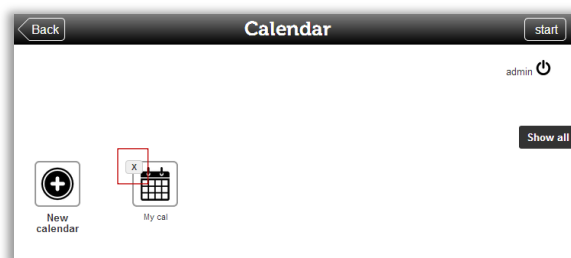 Back
Calendar
start
admin
Show all
X
New
calendar
My cal